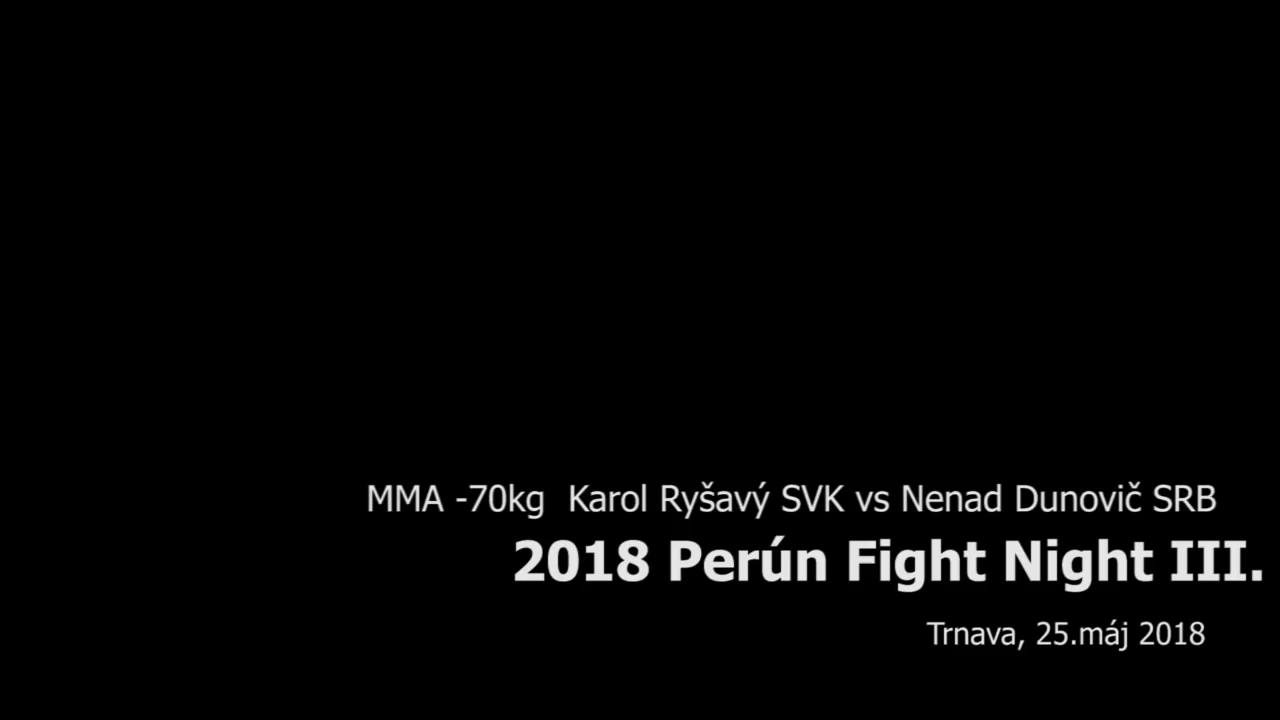 MMA -70kg  Karol Ryšavý SVK vs Nenad Dunovič SRB
2018 Perún Fight Night III.
Trnava, 25.máj 2018